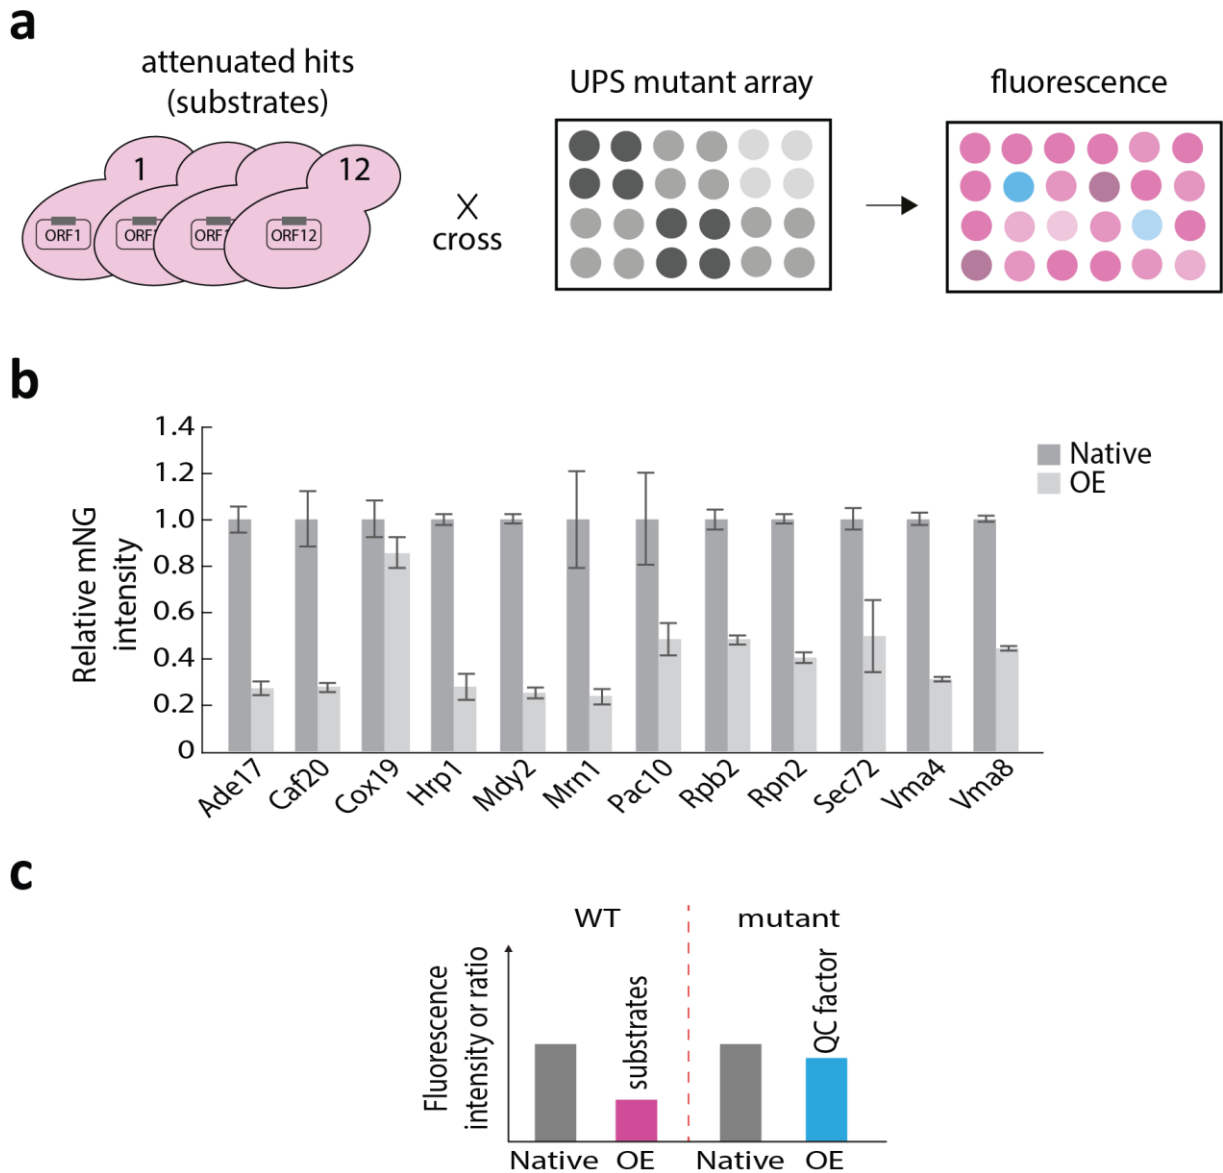 a
attenuated hits
(substrates)
1
12
ORF1
ORF
ORF
ORF12
X
cross
UPS mutant array
fluorescence
b
Relative mNG
intensity
1.4
1.2
1.0
0.8
0.6
0.4
0.2
0
Native
OE
Ade17
Caf20
Cox19
Hrp1
Mdy2
Mrn1
Pac10
Rpb2
Rpn2
Sec72
Vma4
Vma8
c
WT
mutant
Fluorescence
intensity or ratio
substrates
QC factor
Native OE Native OE